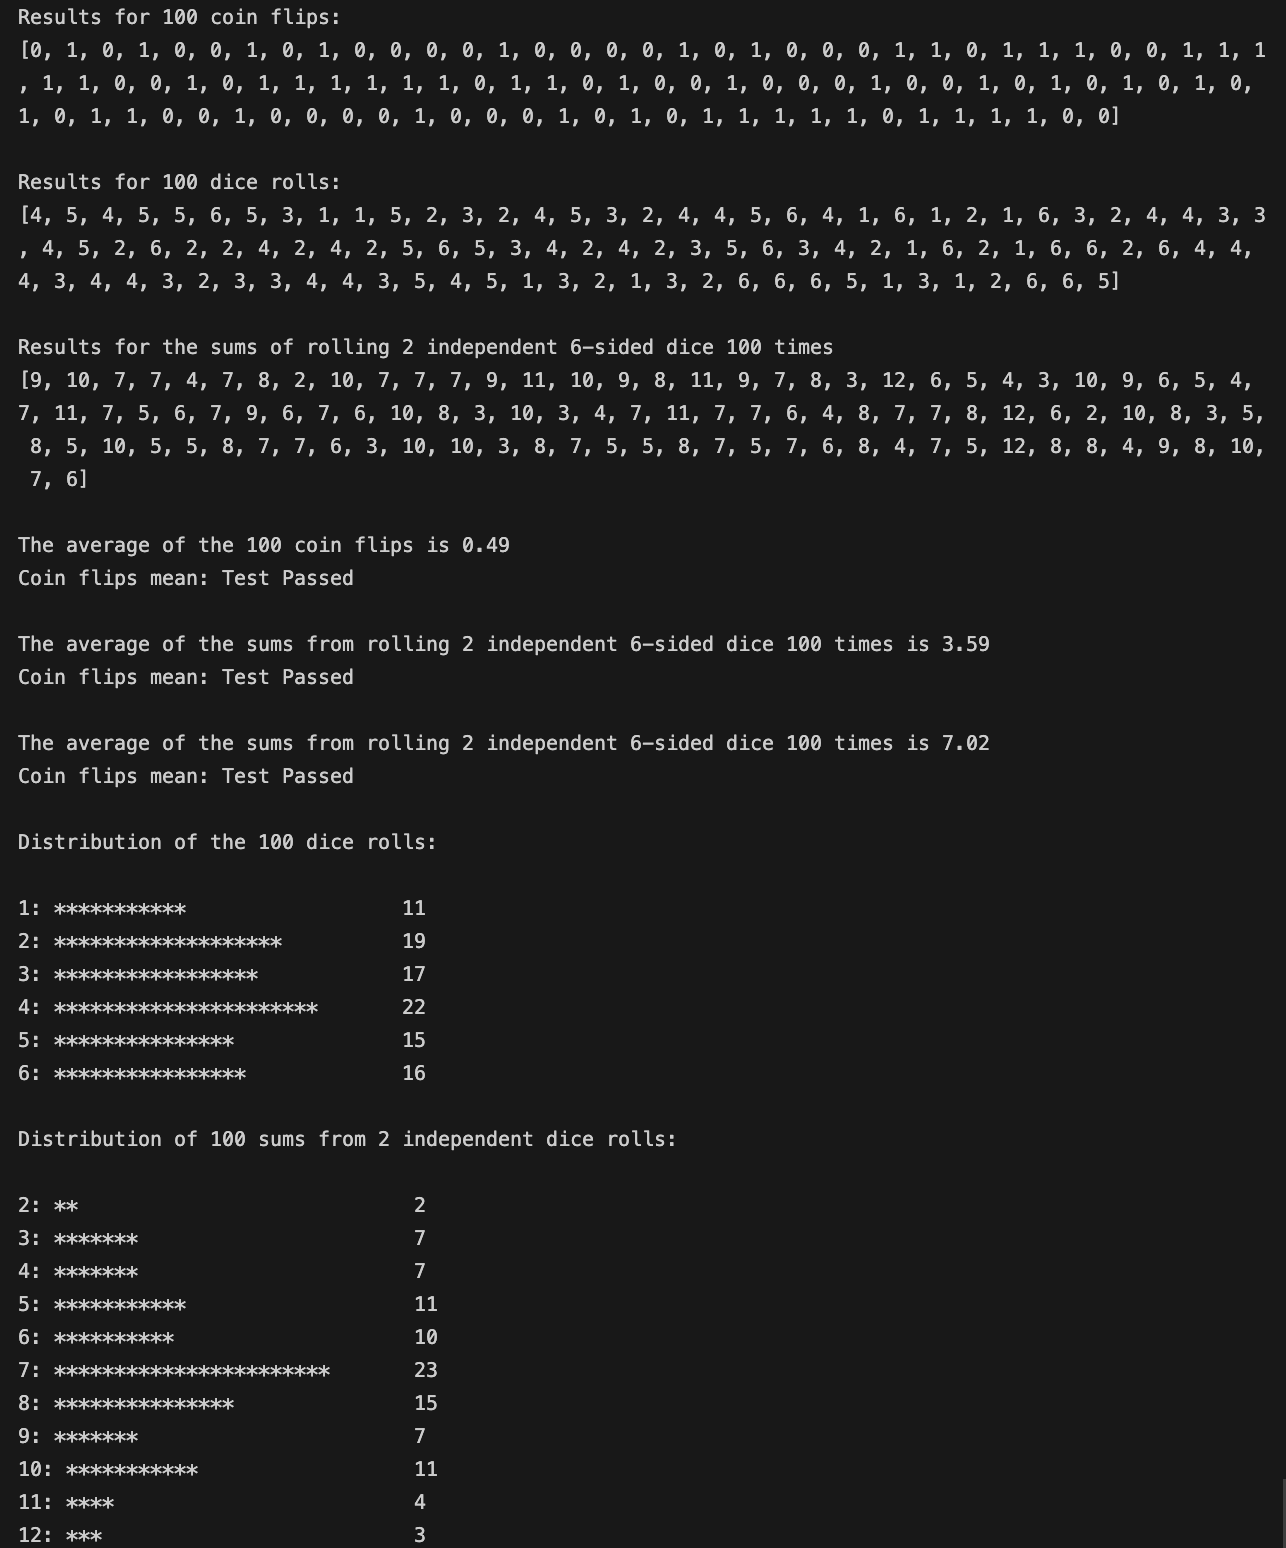 Results for 100 coin flips:
[0, 1, 0, 1, 0, 0, 1, 0, 1, 0, 0, 0, 0, 1, 0, 0, 0, 0, 1, 0, 1, 0, 0, 0, 1, 1, 0, 1, 1, 1, 0, 0, 1, 1, 1
, 1, 1, 0, 0, 1, 0, 1, 1, 1, 1, 1, 1, 0, 1, 1, 0, 1, 0, 0, 1, 0, 0, 0, 1, 0, 0, 1, 0, 1, 0, 1, 0, 1, 0,
1, 0, 1, 1, 0, 0, 1, 0, 0, 0, 0, 1, 0, 0, 0, 1, 0, 1, 0, 1, 1, 1, 1, 1, 0, 1, 1, 1, 1, 0, 0]
Results for 100 dice rolls:
[4, 5, 4, 5, 5, 6, 5, 3, 1, 1, 5, 2, 3, 2, 4, 5, 3, 2, 4, 4, 5, 6, 4, 1, 6, 1, 2, 1, 6, 3, 2, 4, 4, 3, 3
, 4, 5, 2, 6, 2, 2, 4, 2, 4, 2, 5, 6, 5, 3, 4, 2, 4, 2, 3, 5, 6, 3, 4, 2, 1, 6, 2, 1, 6, 6, 2, 6, 4, 4,
4, 3, 4, 4, 3, 2, 3, 3, 4, 4, 3, 5, 4, 5, 1, 3, 2, 1, 3, 2, 6, 6, 6, 5, 1, 3, 1, 2, 6, 6, 5]
Results for the sums of rolling 2 independent 6-sided dice 100 times
[9, 10, 7, 7, 4, 7, 8, 2, 10, 7, 7, 7, 9, 11, 10, 9, 8, 11, 9, 7, 8, 3, 12, 6, 5, 4, 3, 10, 9, 6, 5, 4,
7, 11, 7, 5, 6, 7, 9, 6, 7, 6, 10, 8, 3, 10, 3, 4, 7, 11, 7, 7, 6, 4, 8, 7, 7, 8, 12, 6, 2, 10, 8, 3, 5,
8, 5, 10, 5, 5, 8, 7, 7, 6, 3, 10, 10, 3, 8, 7, 5, 5, 8, 7, 5, 7, 6, 8, 4, 7, 5, 12, 8, 8, 4, 9, 8, 10,
7, 6]
The average of the 100 coin flips is 0.49
Coin flips mean: Test Passed
The average of the sums from rolling 2 independent 6-sided dice 100 times is 3.59
Coin flips mean: Test Passed
The average of the sums from rolling 2 independent 6-sided dice 100 times is 7.02
Coin flips mean: Test Passed
Distribution of the 100 dice rolls:
1: *********** 11
2: ******************* 19
3: ***************** 17
4: ********************** 22
5: *************** 15
6: **************** 16
Distribution of 100 sums from 2 independent dice rolls:
2: ** 2
3: ******* 7
4: ******* 7
5: *********** 11
6: ********** 10
7: *********************** 23
8: *************** 15
9: ******* 7
10: *********** 11
11: **** 4
12: *** 3